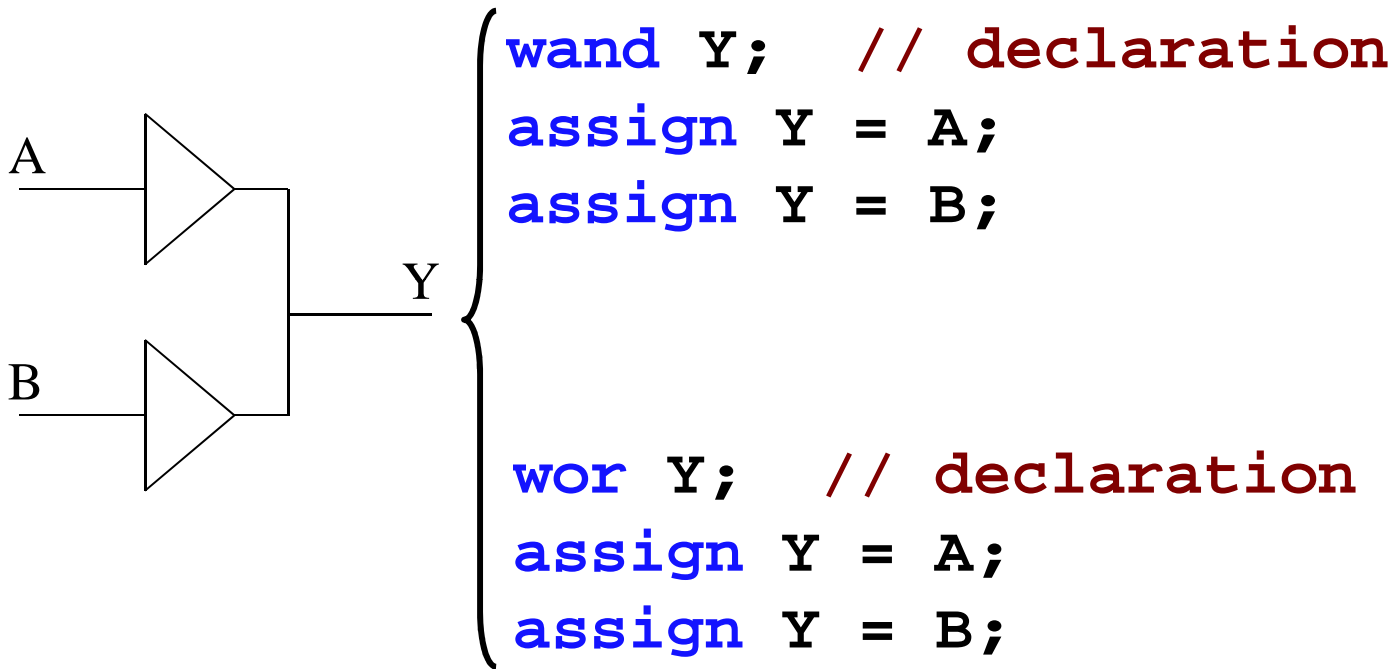 A
B
Y
wand Y;  // declaration
assign Y = A;
assign Y = B;
wor Y;  // declaration
assign Y = A;
assign Y = B;